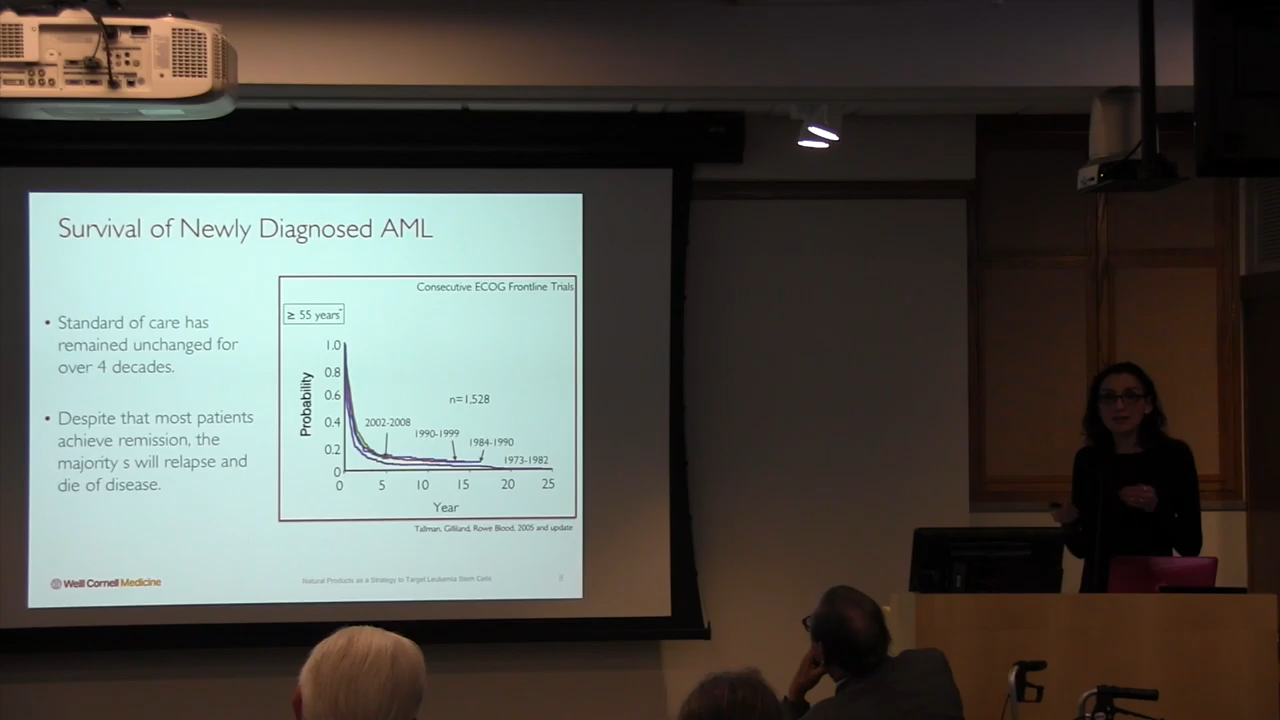 Survival of Newly Diagnosed AML
• Standard of care has
remained unchanged for
over 4 decades.
• Despite that most patients
achieve remission, the
majority s will relapse and
die of disease.
Consecutive ECOG Frontline Trials
≥ 55 years
1.0
0.8
0.6
0.4
0.2
0
Probability
n=1,528
2002-2008
1990-1999
1984-1990
1973-1982
0 5 10 15 20 25
Year
Tallman, Gilliland, Rowe Blood, 2005 and update
Weill Cornell Medicine
Natural Products as a Strategy to Target Leukemia Stem Cells
8